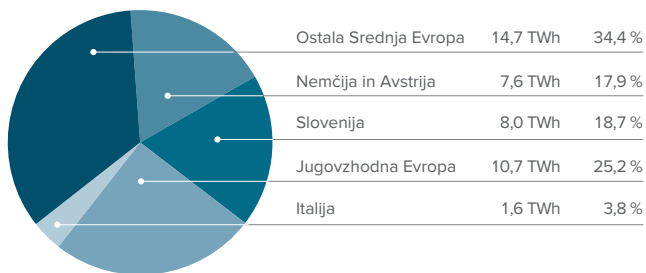 Ostala Srednja Evropa 14,7 TWh 34,4 %
Nemčija in Avstrija 7,6 TWh 17,9 %
Slovenija 8,0 TWh 18,7 %
Jugovzhodna Evropa 10,7 TWh 25,2 %
Italija 1,6 TWh 3,8 %